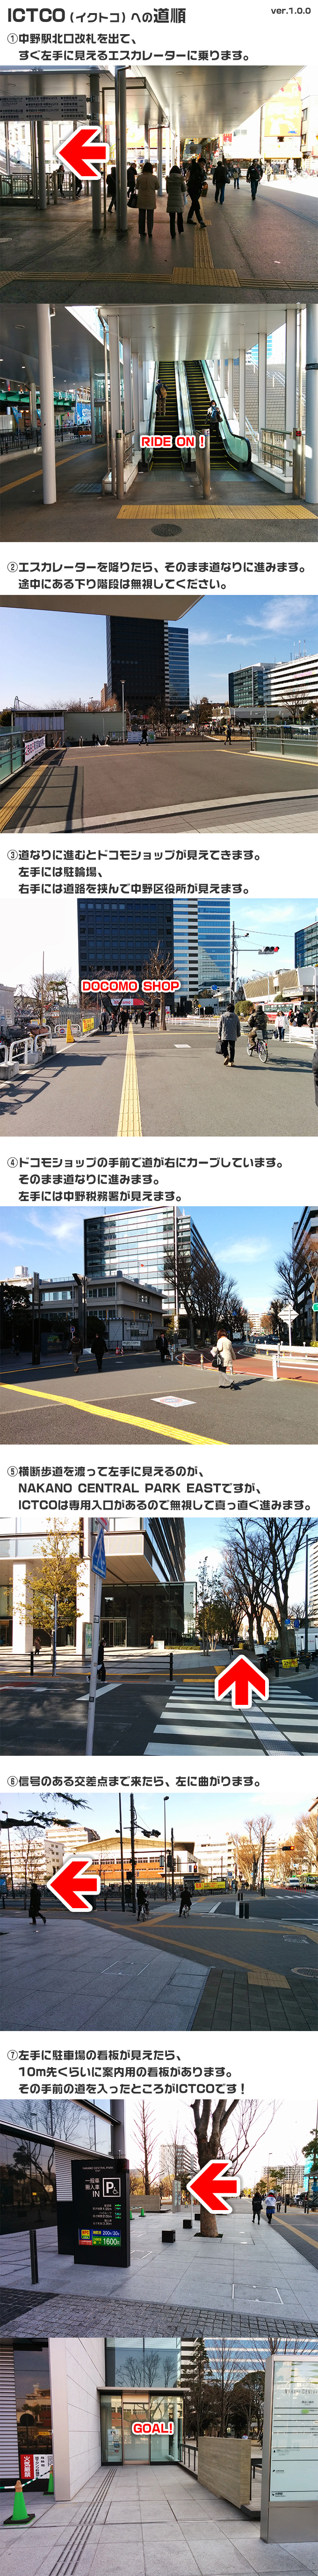 ICTCO（イクトコ）への道順
ver.1.0.0
①中野駅北口改札を出て、
すぐ左手に見えるエスカレーターに乗ります。
RIDE ON !
②エスカレーターを降りたら、そのまま道なりに進みます。
途中にある下り階段は無視してください。
③道なりに進むとドコモショップが見えてきます。
左手には駐輪場、
右手には道路を挟んで中野区役所が見えます。
DOCOMO SHOP
④ドコモショップの手前で道が右にカーブしています。
そのまま道なりに進みます。
左手には中野税務署が見えます。
⑤横断歩道を渡って左手に見えるのが、
NAKANO CENTRAL PARK EASTですが、
ICTCOは専用入口があるので無視して真っ直ぐ進みます。
⑥信号のある交差点まで来たら、左に曲がります。
⑦左手に駐車場の看板が見えたら、
10m先くらいに案内用の看板があります。
その手前の道を入ったところがICTCOです！
一般車
搬入車
IN
P
1600
GOAL!
火気厳禁